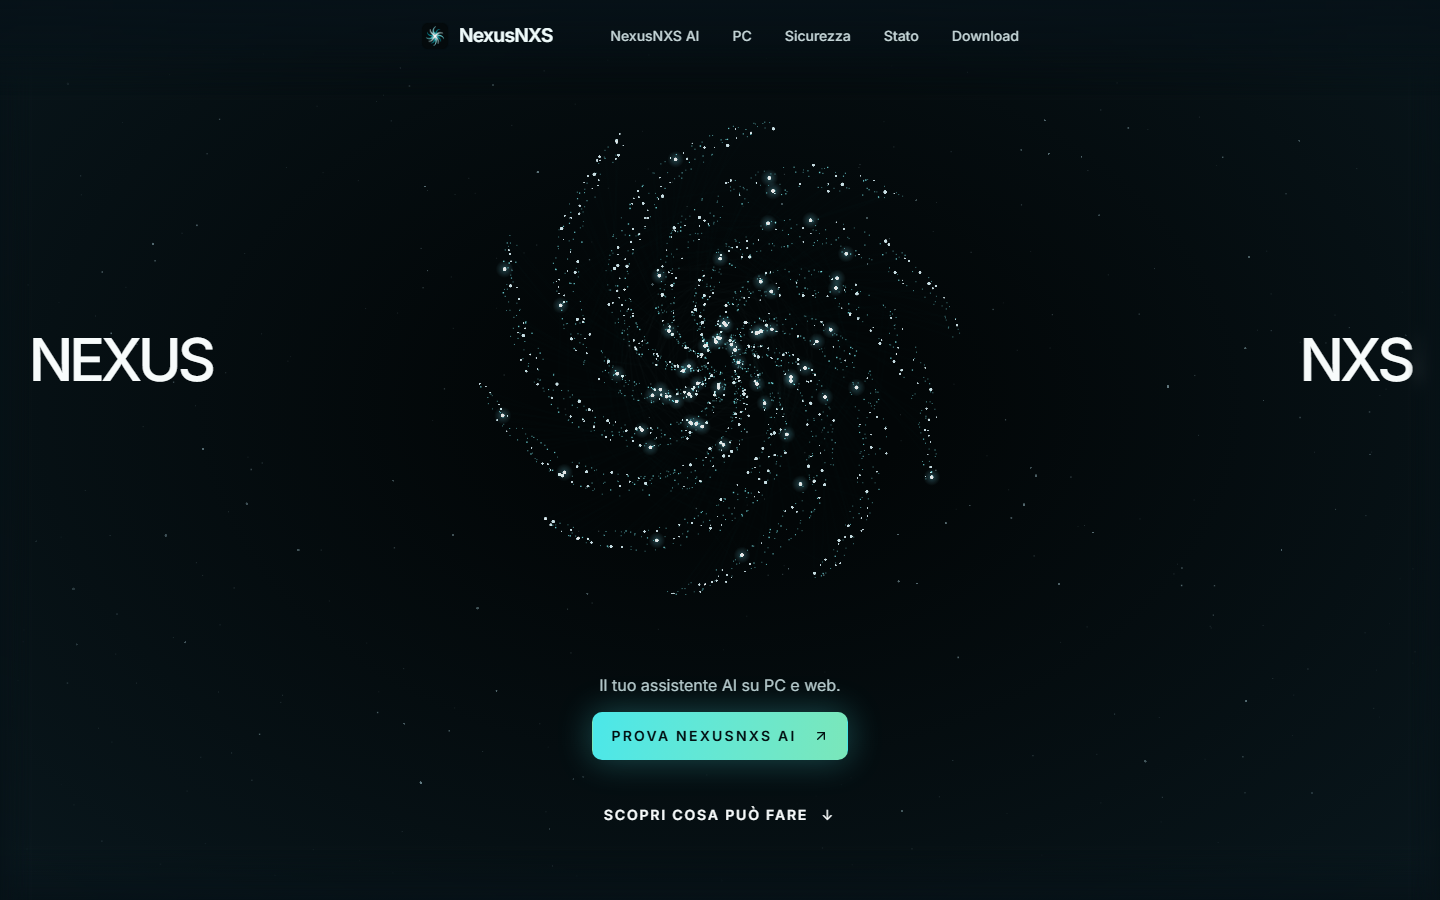 NexusNXS
NexusNXS AI
PC
Sicurezza
Stato
Download
NEXUS
NXS
Il tuo assistente AI su PC e web.
PROVA NEXUSNXS AI
SCOPRI COSA PUÒ FARE